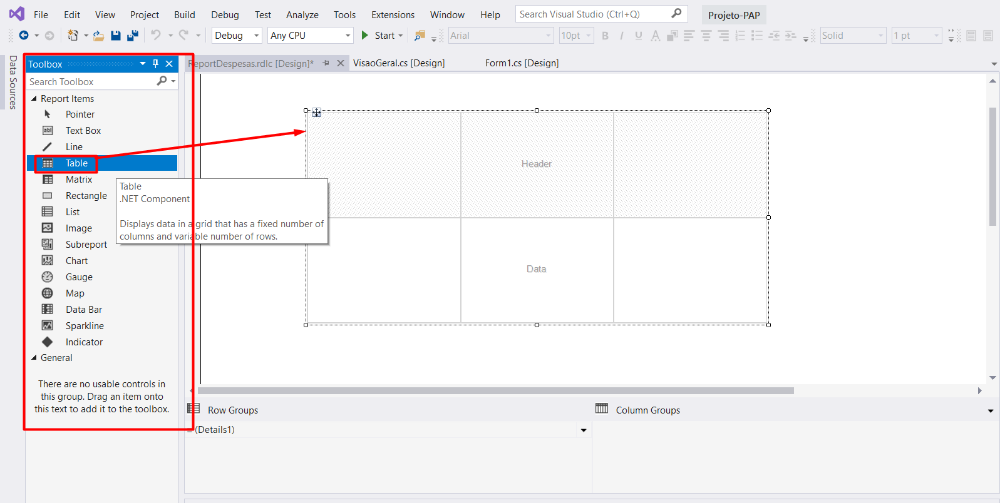 File Edit View Project Build Debug Test Analyze Tools Extensions Window Help Search Visual Studio (Ctrl+Q) Projeto-PAP
Debug Any CPU Start Arial 10pt B I U A Solid 1 pt
Data Sources
Toolbox
ReportDespesas.rdlc [Design]* VisaoGeral.cs [Design] Form1.cs [Design]
Search Toolbox
Report Items
Pointer
Text Box
Line
Table
Matrix
Rectangle
List
Image
Subreport
Chart
Gauge
Map
Data Bar
Sparkline
Indicator
General
There are no usable controls in
this group. Drag an item onto
this text to add it to the toolbox.
Table
.NET Component
Displays data in a grid that has a fixed number of
columns and variable number of rows.
Header
Data
Row Groups
Column Groups
(Details1)